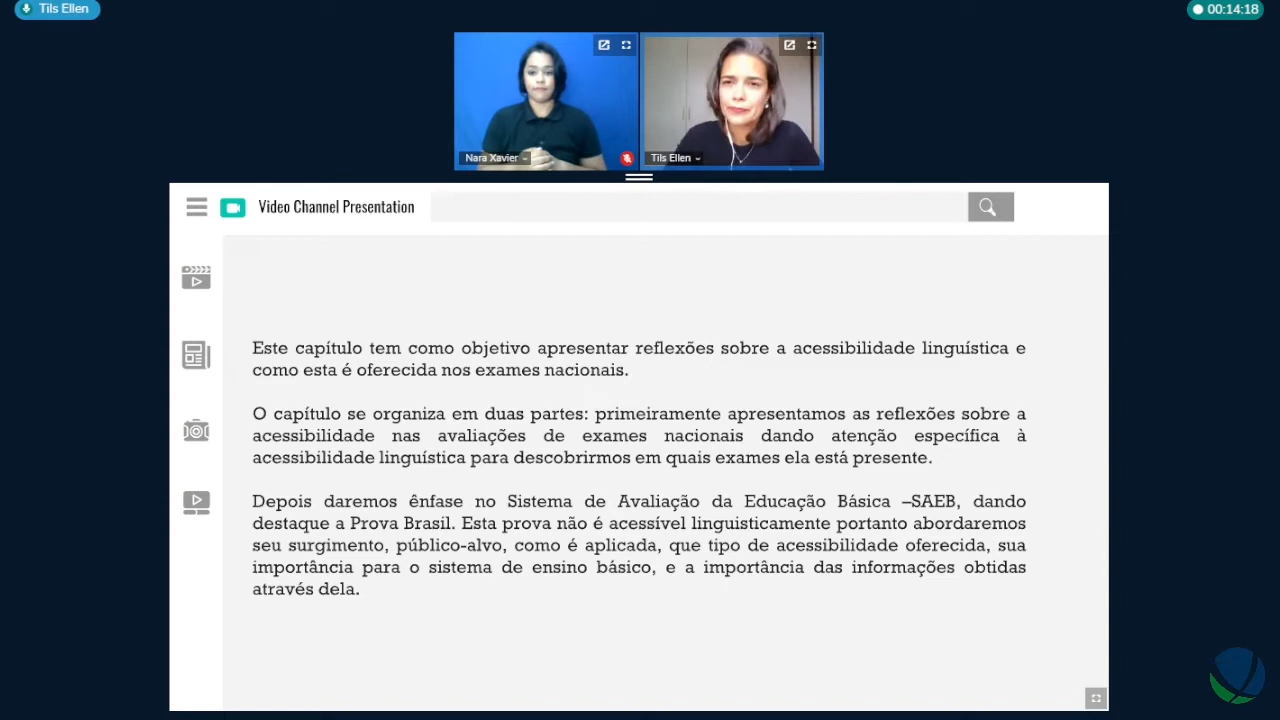 Tils Ellen
00:14:18
Nara Xavier
Tils Ellen
Video Channel Presentation
Este capítulo tem como objetivo apresentar reflexões sobre a acessibilidade linguística e
como esta é oferecida nos exames nacionais.
O capítulo se organiza em duas partes: primeiramente apresentamos as reflexões sobre a
acessibilidade nas avaliações de exames nacionais dando atenção específica à
acessibilidade linguística para descobrirmos em quais exames ela está presente.
Depois daremos ênfase no Sistema de Avaliação da Educação Básica –SAEB, dando
destaque a Prova Brasil. Esta prova não é acessível linguisticamente portanto abordaremos
seu surgimento, público-alvo, como é aplicada, que tipo de acessibilidade oferecida, sua
importância para o sistema de ensino básico, e a importância das informações obtidas
através dela.